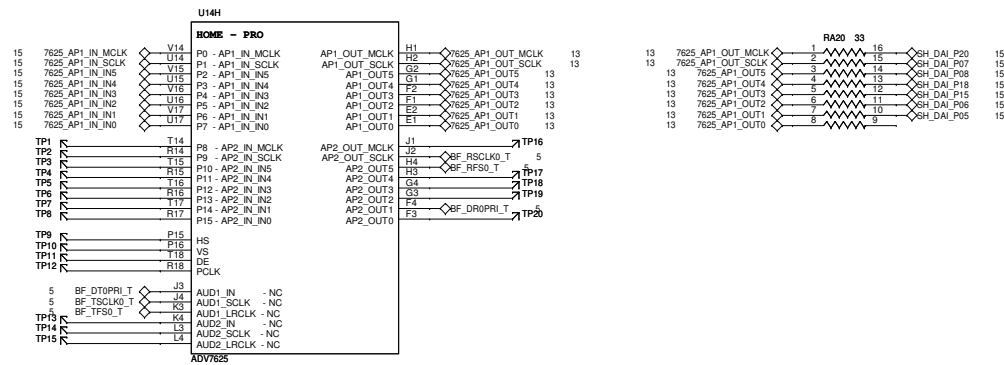 U14H
HOME - PRO
15 7625_AP1_IN_MCLK V14 P0 - AP1_IN_MCLK AP1_OUT_MCLK H1 7625_AP1_OUT_MCLK 13
15 7625_AP1_IN_SCLK U14 P1 - AP1_IN_SCLK AP1_OUT_SCLK H2 7625_AP1_OUT_SCLK 13
15 7625_AP1_IN_IN5 V15 P2 - AP1_IN_IN5 AP1_OUT5 G2 7625_AP1_OUT5 13
15 7625_AP1_IN_IN4 U15 P3 - AP1_IN_IN4 AP1_OUT4 G1 7625_AP1_OUT4 13
15 7625_AP1_IN_IN3 V16 P4 - AP1_IN_IN3 AP1_OUT3 F2 7625_AP1_OUT3 13
15 7625_AP1_IN_IN2 U16 P5 - AP1_IN_IN2 AP1_OUT2 F1 7625_AP1_OUT2 13
15 7625_AP1_IN_IN1 V17 P6 - AP1_IN_IN1 AP1_OUT1 E2 7625_AP1_OUT1 13
15 7625_AP1_IN_IN0 U17 P7 - AP1_IN_IN0 AP1_OUT0 E1 7625_AP1_OUT0 13
TP1 T14 P8 - AP2_IN_MCLK AP2_OUT_MCLK J1 TP16
TP2 R14 P9 - AP2_IN_SCLK AP2_OUT_SCLK J2 BF_RSCLK0_T 5
TP3 T15 P10 - AP2_IN_IN5 AP2_OUT5 H4 BF_RFS0_T 5
TP4 R15 P11 - AP2_IN_IN4 AP2_OUT4 H3 TP17
TP5 T16 P12 - AP2_IN_IN3 AP2_OUT3 G4 TP18
TP6 R16 P13 - AP2_IN_IN2 AP2_OUT2 G3 TP19
TP7 T17 P14 - AP2_IN_IN1 AP2_OUT1 F4 BF_DR0PRI_T 5
TP8 R17 P15 - AP2_IN_IN0 AP2_OUT0 F3 TP20
TP9 P15 HS
TP10 P16 VS
TP11 T18 DE
TP12 R18 PCLK
5 BF_DT0PRI_T J3 AUD1_IN - NC
5 BF_TSCLK0_T J4 AUD1_SCLK - NC
5 BF_TFS0_T K3 AUD1_LRCLK - NC
TP13 K4 AUD2_IN - NC
TP14 L3 AUD2_SCLK - NC
TP15 L4 AUD2_LRCLK - NC
ADV7625
RA20 33
13 7625_AP1_OUT_MCLK 1 16 SH_DAI_P20 15
13 7625_AP1_OUT_SCLK 2 15 SH_DAI_P07 15
13 7625_AP1_OUT5 3 14 SH_DAI_P08 15
13 7625_AP1_OUT4 4 13 SH_DAI_P18 15
13 7625_AP1_OUT3 5 12 SH_DAI_P15 15
13 7625_AP1_OUT2 6 11 SH_DAI_P06 15
13 7625_AP1_OUT1 7 10 SH_DAI_P05 15
13 7625_AP1_OUT0 8 9